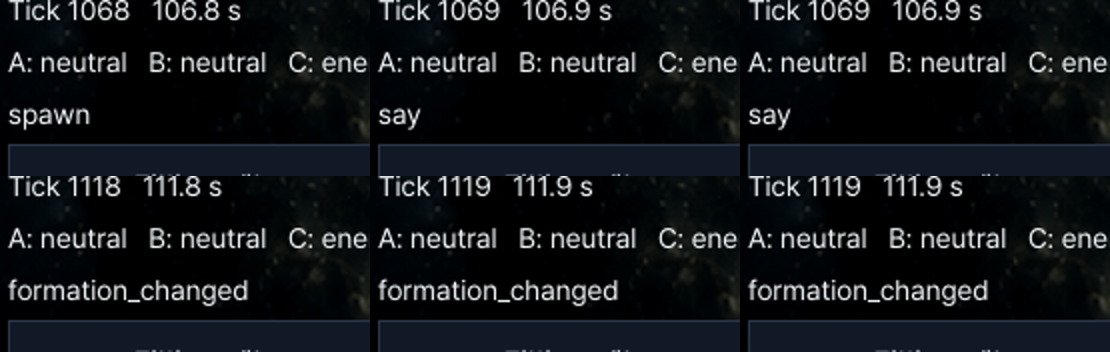 Tick 1068 106.8 s
A: neutral B: neutral C: ene
spawn
Tick 1069 106.9 s
A: neutral B: neutral C: ene
say
Tick 1069 106.9 s
A: neutral B: neutral C: ene
say
Tick 1118 111.8 s
A: neutral B: neutral C: ene
formation_changed
Tick 1119 111.9 s
A: neutral B: neutral C: ene
formation_changed
Tick 1119 111.9 s
A: neutral B: neutral C: ene
formation_changed